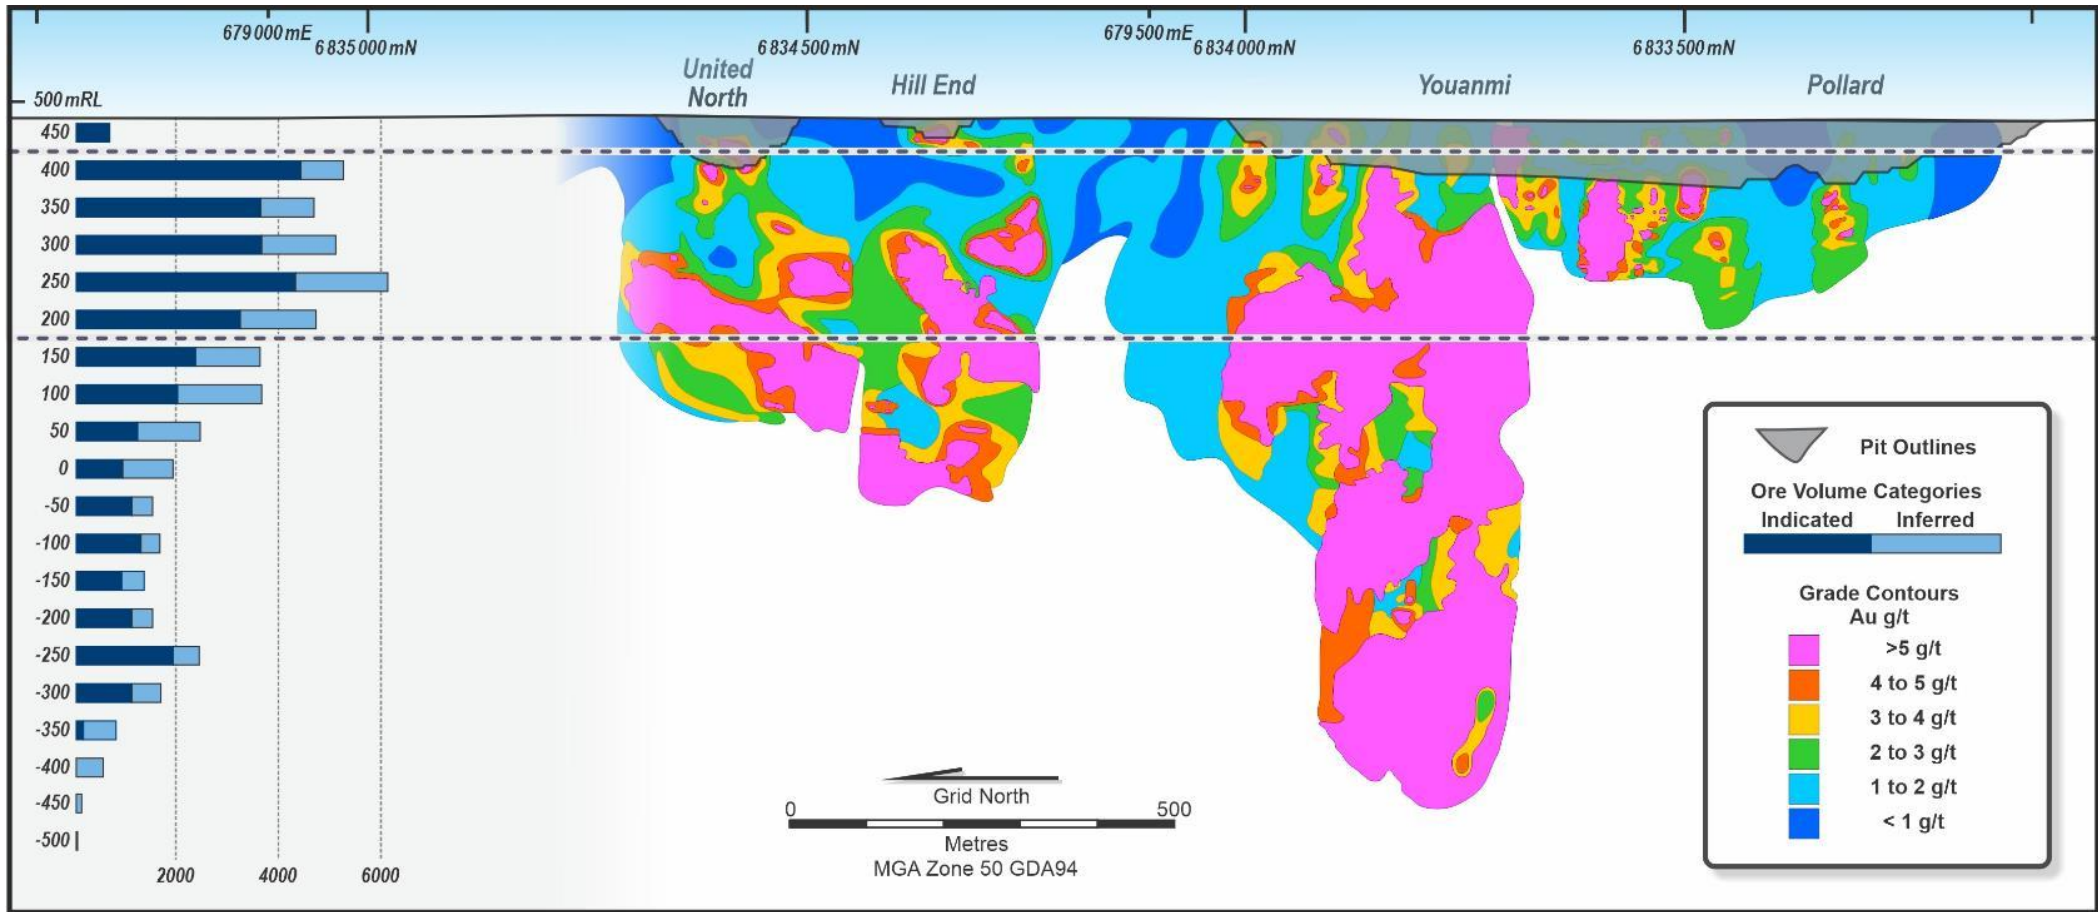 679 000 mE
6 835 000 mN
6 834 500 mN
679 500 mE
6 834 000 mN
6 833 500 mN
United
North
Hill End
Youanmi
Pollard
500 mRL
450
400
350
300
250
200
150
100
50
0
-50
-100
-150
-200
-250
-300
-350
-400
-450
-500
2000 4000 6000
Grid North
0 500
Metres
MGA Zone 50 GDA94
Pit Outlines
Ore Volume Categories
Indicated Inferred
Grade Contours
Au g/t
>5 g/t
4 to 5 g/t
3 to 4 g/t
2 to 3 g/t
1 to 2 g/t
< 1 g/t